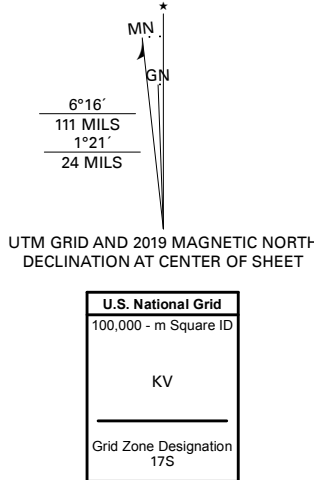 MN
GN
6°16´
111 MILS
1°21´
24 MILS
UTM GRID AND 2019 MAGNETIC NORTH
DECLINATION AT CENTER OF SHEET
U.S. National Grid
100,000 - m Square ID
KV
Grid Zone Designation
17S